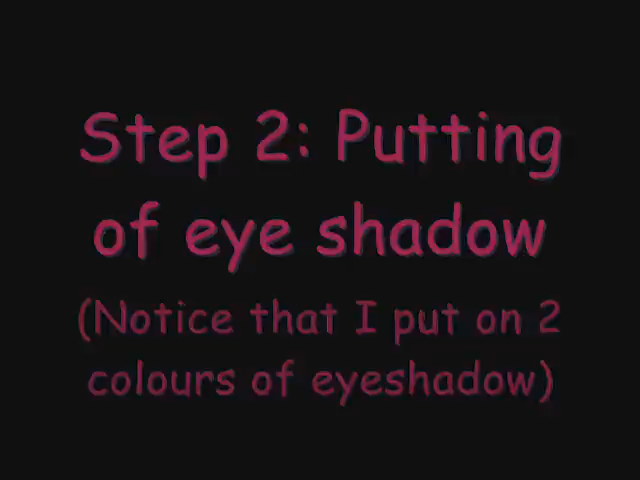 Step 2: Putting
of eye shadow
(Notice that I put on 2
colours of eyeshadow)